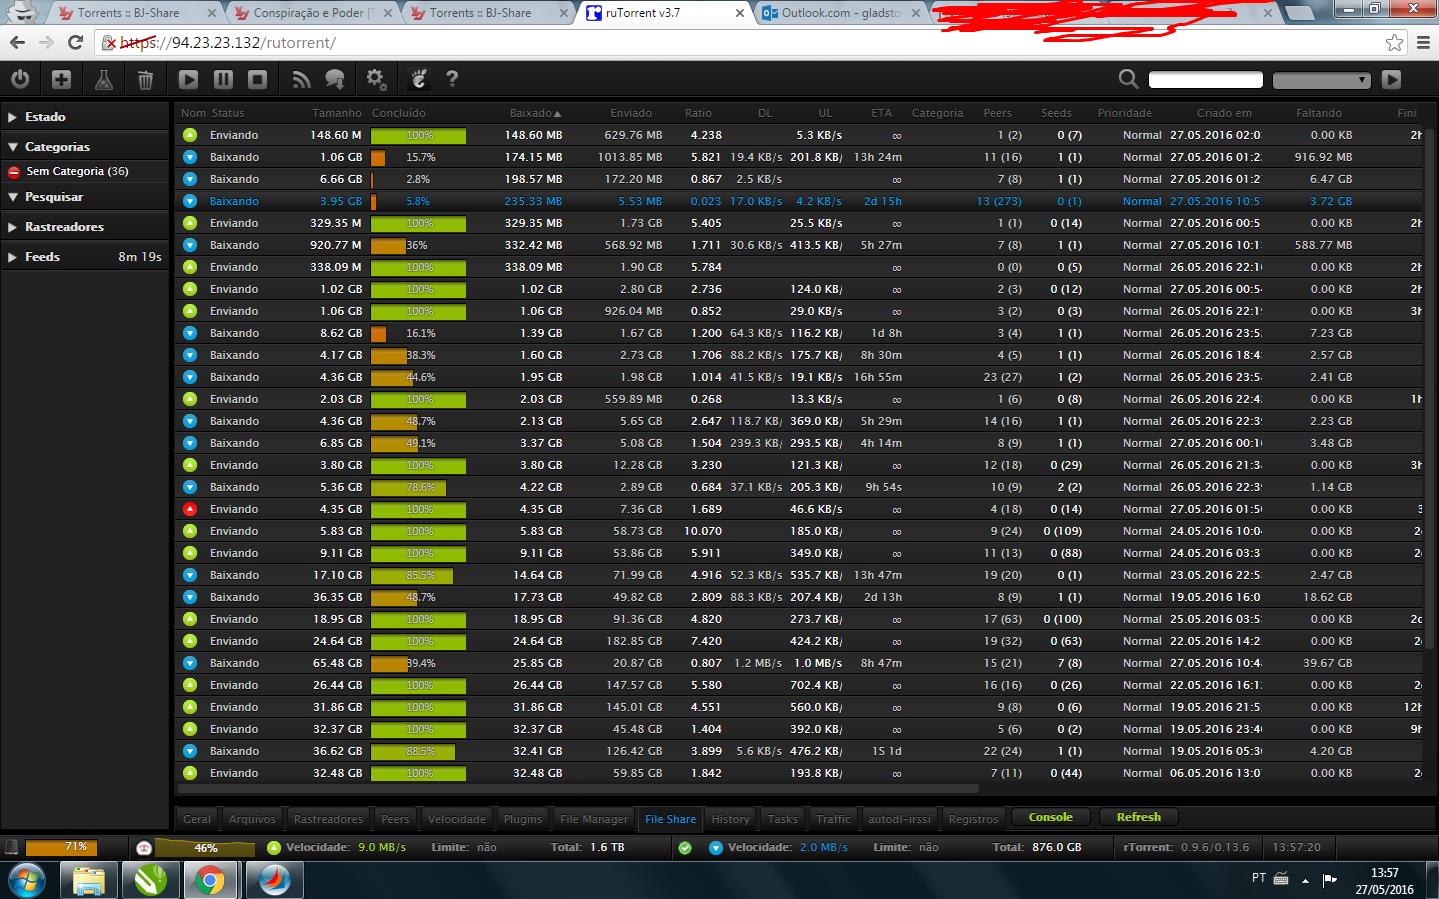 Torrents :: BJ-Share
Conspiração e Poder [T
Torrents :: BJ-Share
ruTorrent v3.7
Outlook.com - gladsto
https://94.23.23.132/rutorrent/
Estado
Categorias
Sem Categoria (36)
Pesquisar
Rastreadores
Feeds 8m 19s
Nom Status Tamanho Concluído Baixado Enviado Ratio DL UL ETA Categoria Peers Seeds Prioridade Criado em Faltando Fini
Enviando 148.60 M 100% 148.60 MB 629.76 MB 4.238 5.3 KB/s ∞ 1 (2) 0 (7) Normal 27.05.2016 02:0 0.00 KB 2h
Baixando 1.06 GB 15.7% 174.15 MB 1013.85 MB 5.821 19.4 KB/s 201.8 KB/ 13h 24m 11 (16) 1 (1) Normal 27.05.2016 01:2 916.92 MB
Baixando 6.66 GB 2.8% 198.57 MB 172.20 MB 0.867 2.5 KB/s ∞ 7 (8) 1 (1) Normal 27.05.2016 01:2 6.47 GB
Baixando 3.95 GB 5.8% 235.33 MB 5.53 MB 0.023 17.0 KB/s 4.2 KB/s 2d 15h 13 (273) 0 (1) Normal 27.05.2016 10:5 3.72 GB
Enviando 329.35 M 100% 329.35 MB 1.73 GB 5.405 25.5 KB/s ∞ 1 (1) 0 (14) Normal 27.05.2016 00:5 0.00 KB 2h
Baixando 920.77 M 36% 332.42 MB 568.92 MB 1.711 30.6 KB/s 413.5 KB/ 5h 27m 7 (8) 1 (1) Normal 27.05.2016 10:1 588.77 MB
Enviando 338.09 M 100% 338.09 MB 1.90 GB 5.784 ∞ 0 (0) 0 (5) Normal 26.05.2016 22:1 0.00 KB 2h
Enviando 1.02 GB 100% 1.02 GB 2.80 GB 2.736 124.0 KB/ ∞ 2 (3) 0 (12) Normal 27.05.2016 00:5 0.00 KB 2h
Enviando 1.06 GB 100% 1.06 GB 926.04 MB 0.852 29.0 KB/s ∞ 3 (2) 0 (3) Normal 26.05.2016 22:1 0.00 KB 3h
Baixando 8.62 GB 16.1% 1.39 GB 1.67 GB 1.200 64.3 KB/s 116.2 KB/ 1d 8h 3 (4) 1 (1) Normal 26.05.2016 23:5 7.23 GB
Baixando 4.17 GB 38.3% 1.60 GB 2.73 GB 1.706 88.2 KB/s 175.7 KB/ 8h 30m 4 (5) 1 (1) Normal 26.05.2016 18:4 2.57 GB
Baixando 4.36 GB 44.6% 1.95 GB 1.98 GB 1.014 41.5 KB/s 19.1 KB/s 16h 55m 23 (27) 1 (2) Normal 26.05.2016 23:5 2.41 GB
Enviando 2.03 GB 100% 2.03 GB 559.89 MB 0.268 13.3 KB/s ∞ 1 (6) 0 (8) Normal 26.05.2016 22:4 0.00 KB 1h
Baixando 4.36 GB 48.7% 2.13 GB 5.65 GB 2.647 118.7 KB/ 369.0 KB/ 5h 29m 14 (16) 1 (1) Normal 26.05.2016 22:3 2.23 GB
Baixando 6.85 GB 49.1% 3.37 GB 5.08 GB 1.504 239.3 KB/ 293.5 KB/ 4h 14m 8 (9) 1 (1) Normal 27.05.2016 00:1 3.48 GB
Enviando 3.80 GB 100% 3.80 GB 12.28 GB 3.230 121.3 KB/ ∞ 12 (18) 0 (29) Normal 26.05.2016 21:3 0.00 KB 3h
Baixando 5.36 GB 78.6% 4.22 GB 2.89 GB 0.684 37.1 KB/s 205.3 KB/ 9h 54s 10 (9) 2 (2) Normal 26.05.2016 22:3 1.14 GB
Enviando 4.35 GB 100% 4.35 GB 7.36 GB 1.689 46.6 KB/s ∞ 4 (18) 0 (14) Normal 27.05.2016 01:5 0.00 KB 3
Enviando 5.83 GB 100% 5.83 GB 58.73 GB 10.070 185.0 KB/ ∞ 9 (24) 0 (109) Normal 24.05.2016 10:0 0.00 KB 2
Enviando 9.11 GB 100% 9.11 GB 53.86 GB 5.911 349.0 KB/ ∞ 11 (13) 0 (88) Normal 24.05.2016 03:3 0.00 KB 2
Baixando 17.10 GB 85.5% 14.64 GB 71.99 GB 4.916 52.3 KB/s 535.7 KB/ 13h 47m 19 (20) 0 (1) Normal 23.05.2016 22:5 2.47 GB
Baixando 36.35 GB 48.7% 17.73 GB 49.82 GB 2.809 88.3 KB/s 207.4 KB/ 2d 13h 8 (9) 1 (1) Normal 19.05.2016 16:0 18.62 GB
Enviando 18.95 GB 100% 18.95 GB 91.36 GB 4.820 273.7 KB/ ∞ 17 (63) 0 (100) Normal 25.05.2016 03:5 0.00 KB 2d
Enviando 24.64 GB 100% 24.64 GB 182.85 GB 7.420 424.2 KB/ ∞ 19 (32) 0 (63) Normal 22.05.2016 14:2 0.00 KB 2
Baixando 65.48 GB 39.4% 25.85 GB 20.87 GB 0.807 1.2 MB/s 1.0 MB/s 8h 47m 15 (21) 7 (8) Normal 27.05.2016 10:4 39.67 GB
Enviando 26.44 GB 100% 26.44 GB 147.57 GB 5.580 702.4 KB/ ∞ 16 (16) 0 (26) Normal 22.05.2016 16:1 0.00 KB 2
Enviando 31.86 GB 100% 31.86 GB 145.01 GB 4.551 560.0 KB/ ∞ 9 (8) 0 (6) Normal 19.05.2016 21:5 0.00 KB 12h
Enviando 32.37 GB 100% 32.37 GB 45.48 GB 1.404 392.0 KB/ ∞ 5 (6) 0 (2) Normal 19.05.2016 23:4 0.00 KB 9h
Baixando 36.62 GB 88.5% 32.41 GB 126.42 GB 3.899 5.6 KB/s 476.2 KB/ 1S 1d 22 (24) 1 (1) Normal 19.05.2016 05:3 4.20 GB
Enviando 32.48 GB 100% 32.48 GB 59.85 GB 1.842 193.8 KB/ ∞ 7 (11) 0 (44) Normal 06.05.2016 13:0 0.00 KB 2
Geral Arquivos Rastreadores Peers Velocidade Plugins File Manager File Share History Tasks Traffic autodl-irssi Registros Console Refresh
71% 46% Velocidade: 9.0 MB/s Limite: não Total: 1.6 TB Velocidade: 2.0 MB/s Limite: não Total: 876.0 GB rTorrent: 0.9.6/0.13.6 13:57:20
PT 13:57
27/05/2016